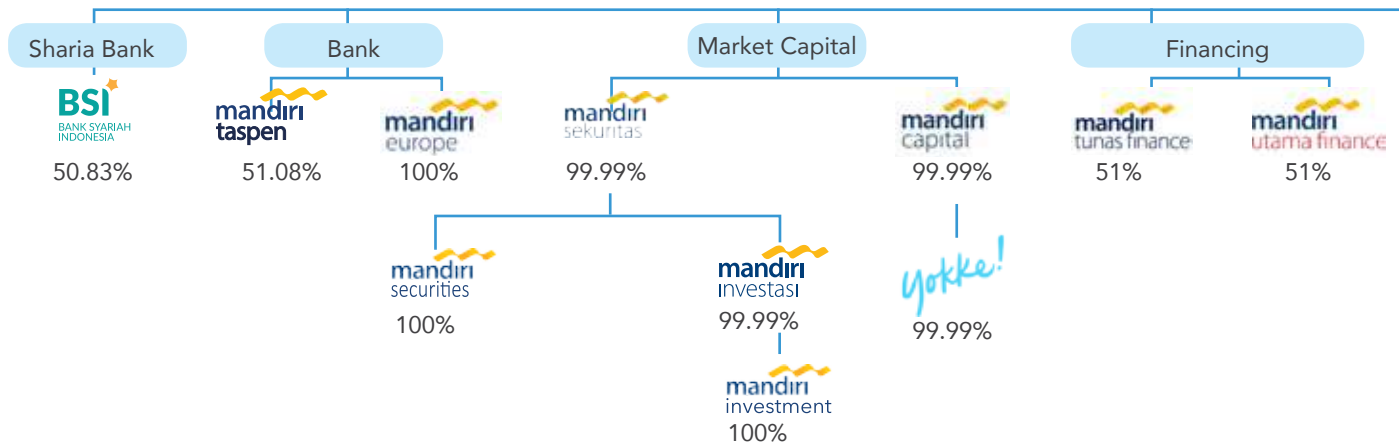 Sharia Bank
Bank
Market Capital
Financing
BSI
BANK SYARIAH
INDONESIA
50.83%
mandiri
taspen
51.08%
mandiri
europe
100%
mandiri
sekuritas
99.99%
mandiri
capital
99.99%
mandiri
tunas finance
51%
mandiri
utama finance
51%
mandiri
securities
100%
mandiri
investasi
99.99%
yokke!
99.99%
mandiri
investment
100%